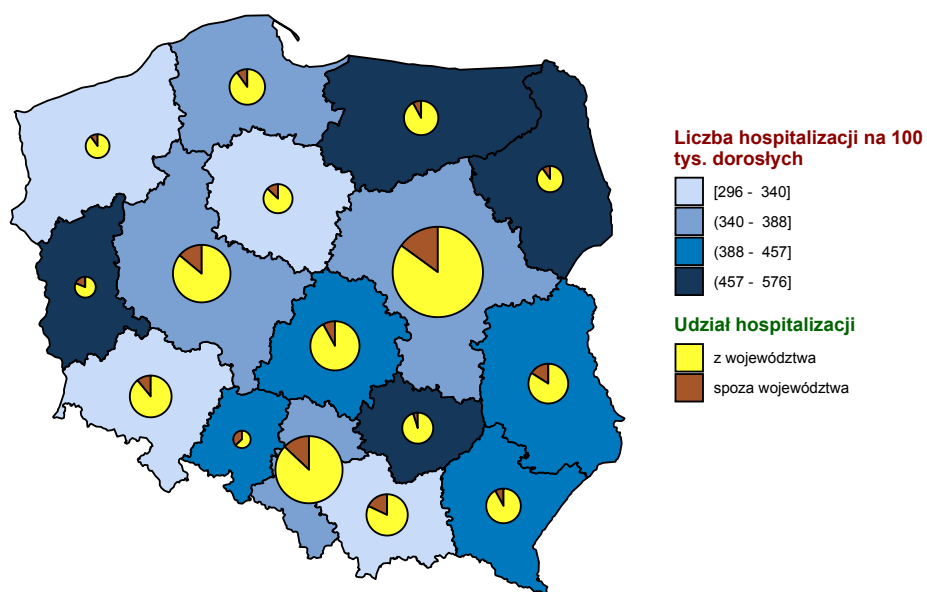 Liczba hospitalizacji na 100
tys. dorosłych
[296 - 340]
(340 - 388]
(388 - 457]
(457 - 576]
Udział hospitalizacji
z województwa
spoza województwa